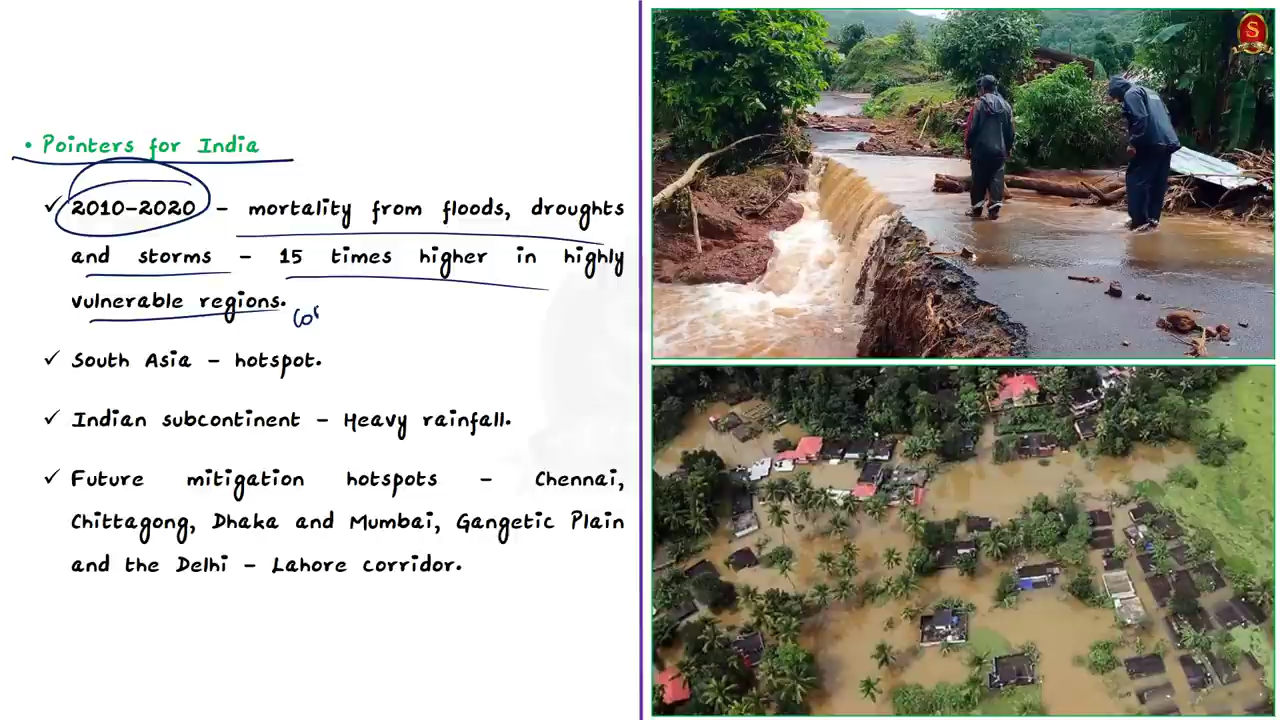 • Pointers for India
✓ 2010-2020 - mortality from floods, droughts
and storms - 15 times higher in highly
vulnerable regions.
✓ South Asia - hotspot.
✓ Indian subcontinent - Heavy rainfall.
✓ Future mitigation hotspots - Chennai,
Chittagong, Dhaka and Mumbai, Gangetic Plain
and the Delhi - Lahore corridor.
S